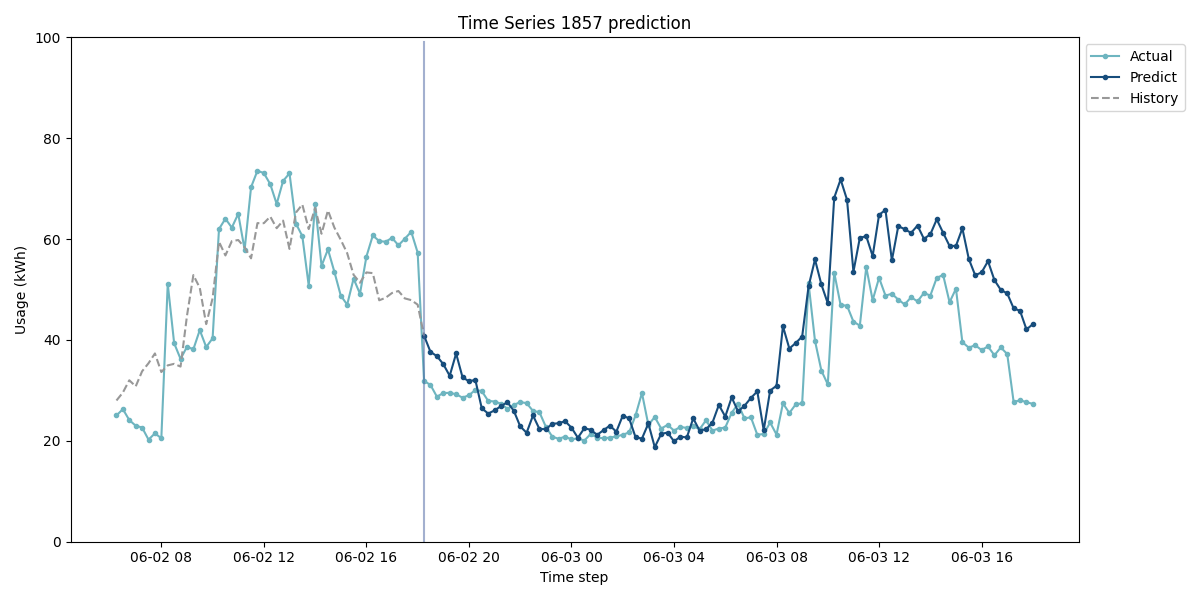 Time Series 1857 prediction
Usage (kWh)
100
80
60
40
20
0
06-02 08
06-02 12
06-02 16
06-02 20
06-03 00
06-03 04
06-03 08
06-03 12
06-03 16
Time step
Actual
Predict
History